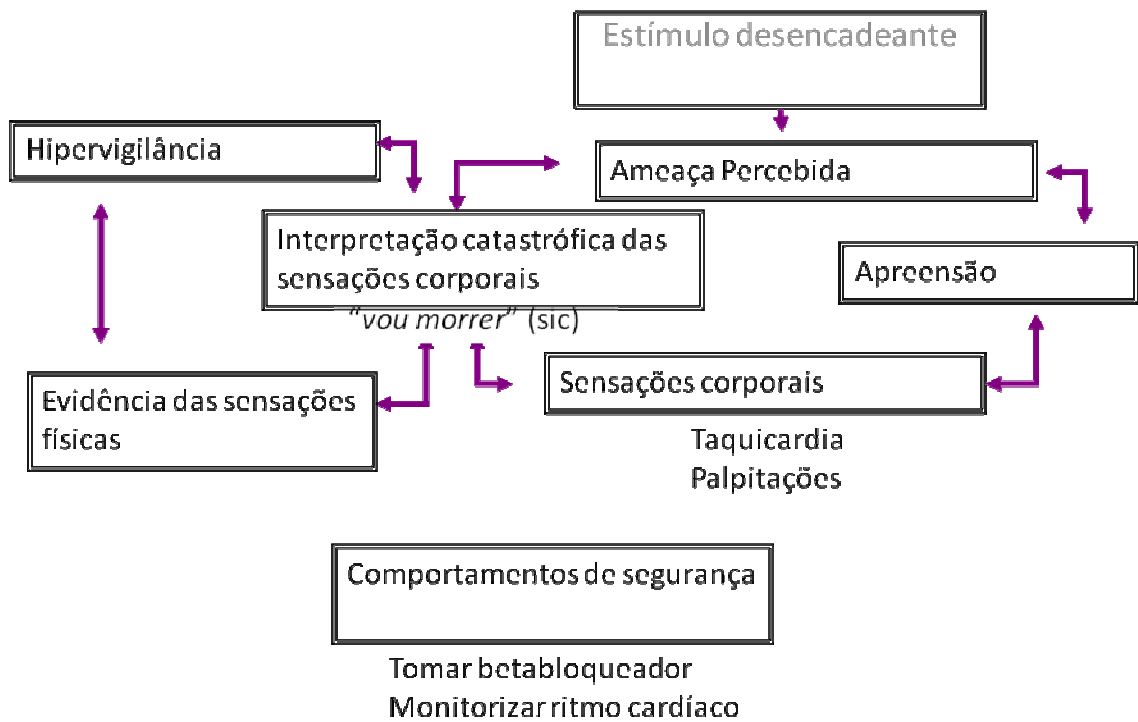 Estímulo desencadeante
Hipervigilância
Ameaça Percebida
Interpretação catastrófica das
sensações corporais
"vou morrer" (sic)
Apreensão
Evidência das sensações
físicas
Sensações corporais
Taquicardia
Palpitações
Comportamentos de segurança
Tomar betabloqueador
Monitorizar ritmo cardíaco